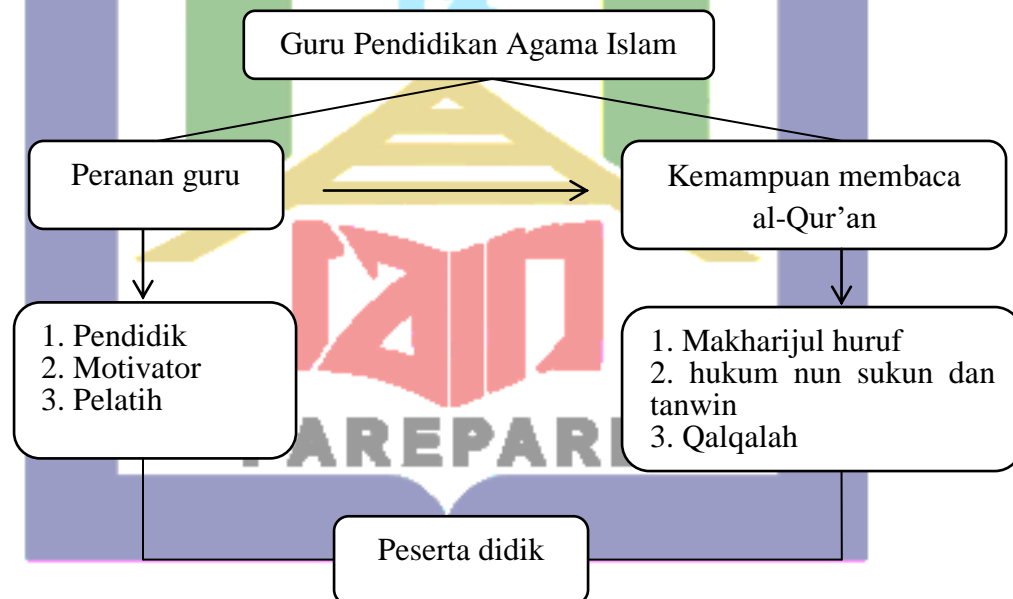 Guru Pendidikan Agama Islam
Peranan guru
Kemampuan membaca
al-Qur’an
1. Pendidik
2. Motivator
3. Pelatih
1. Makharijul huruf
2. hukum nun sukun dan
tanwin
3. Qalqalah
iain
PAREPARE
Peserta didik